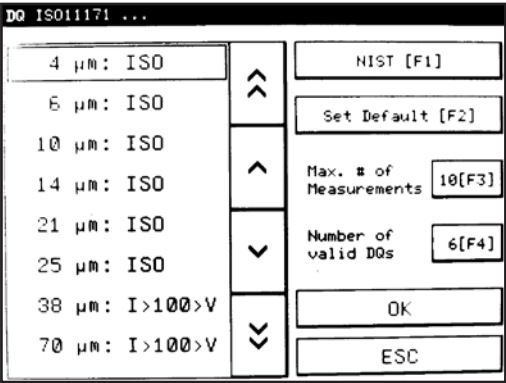 DQ ISO11171 ...
4 µm: ISO
6 µm: ISO
10 µm: ISO
14 µm: ISO
21 µm: ISO
25 µm: ISO
38 µm: I>100>V
70 µm: I>100>V
NIST [F1]
Set Default [F2]
Max. # of
Measurements
10[F3]
Number of
valid DQs
6[F4]
OK
ESC